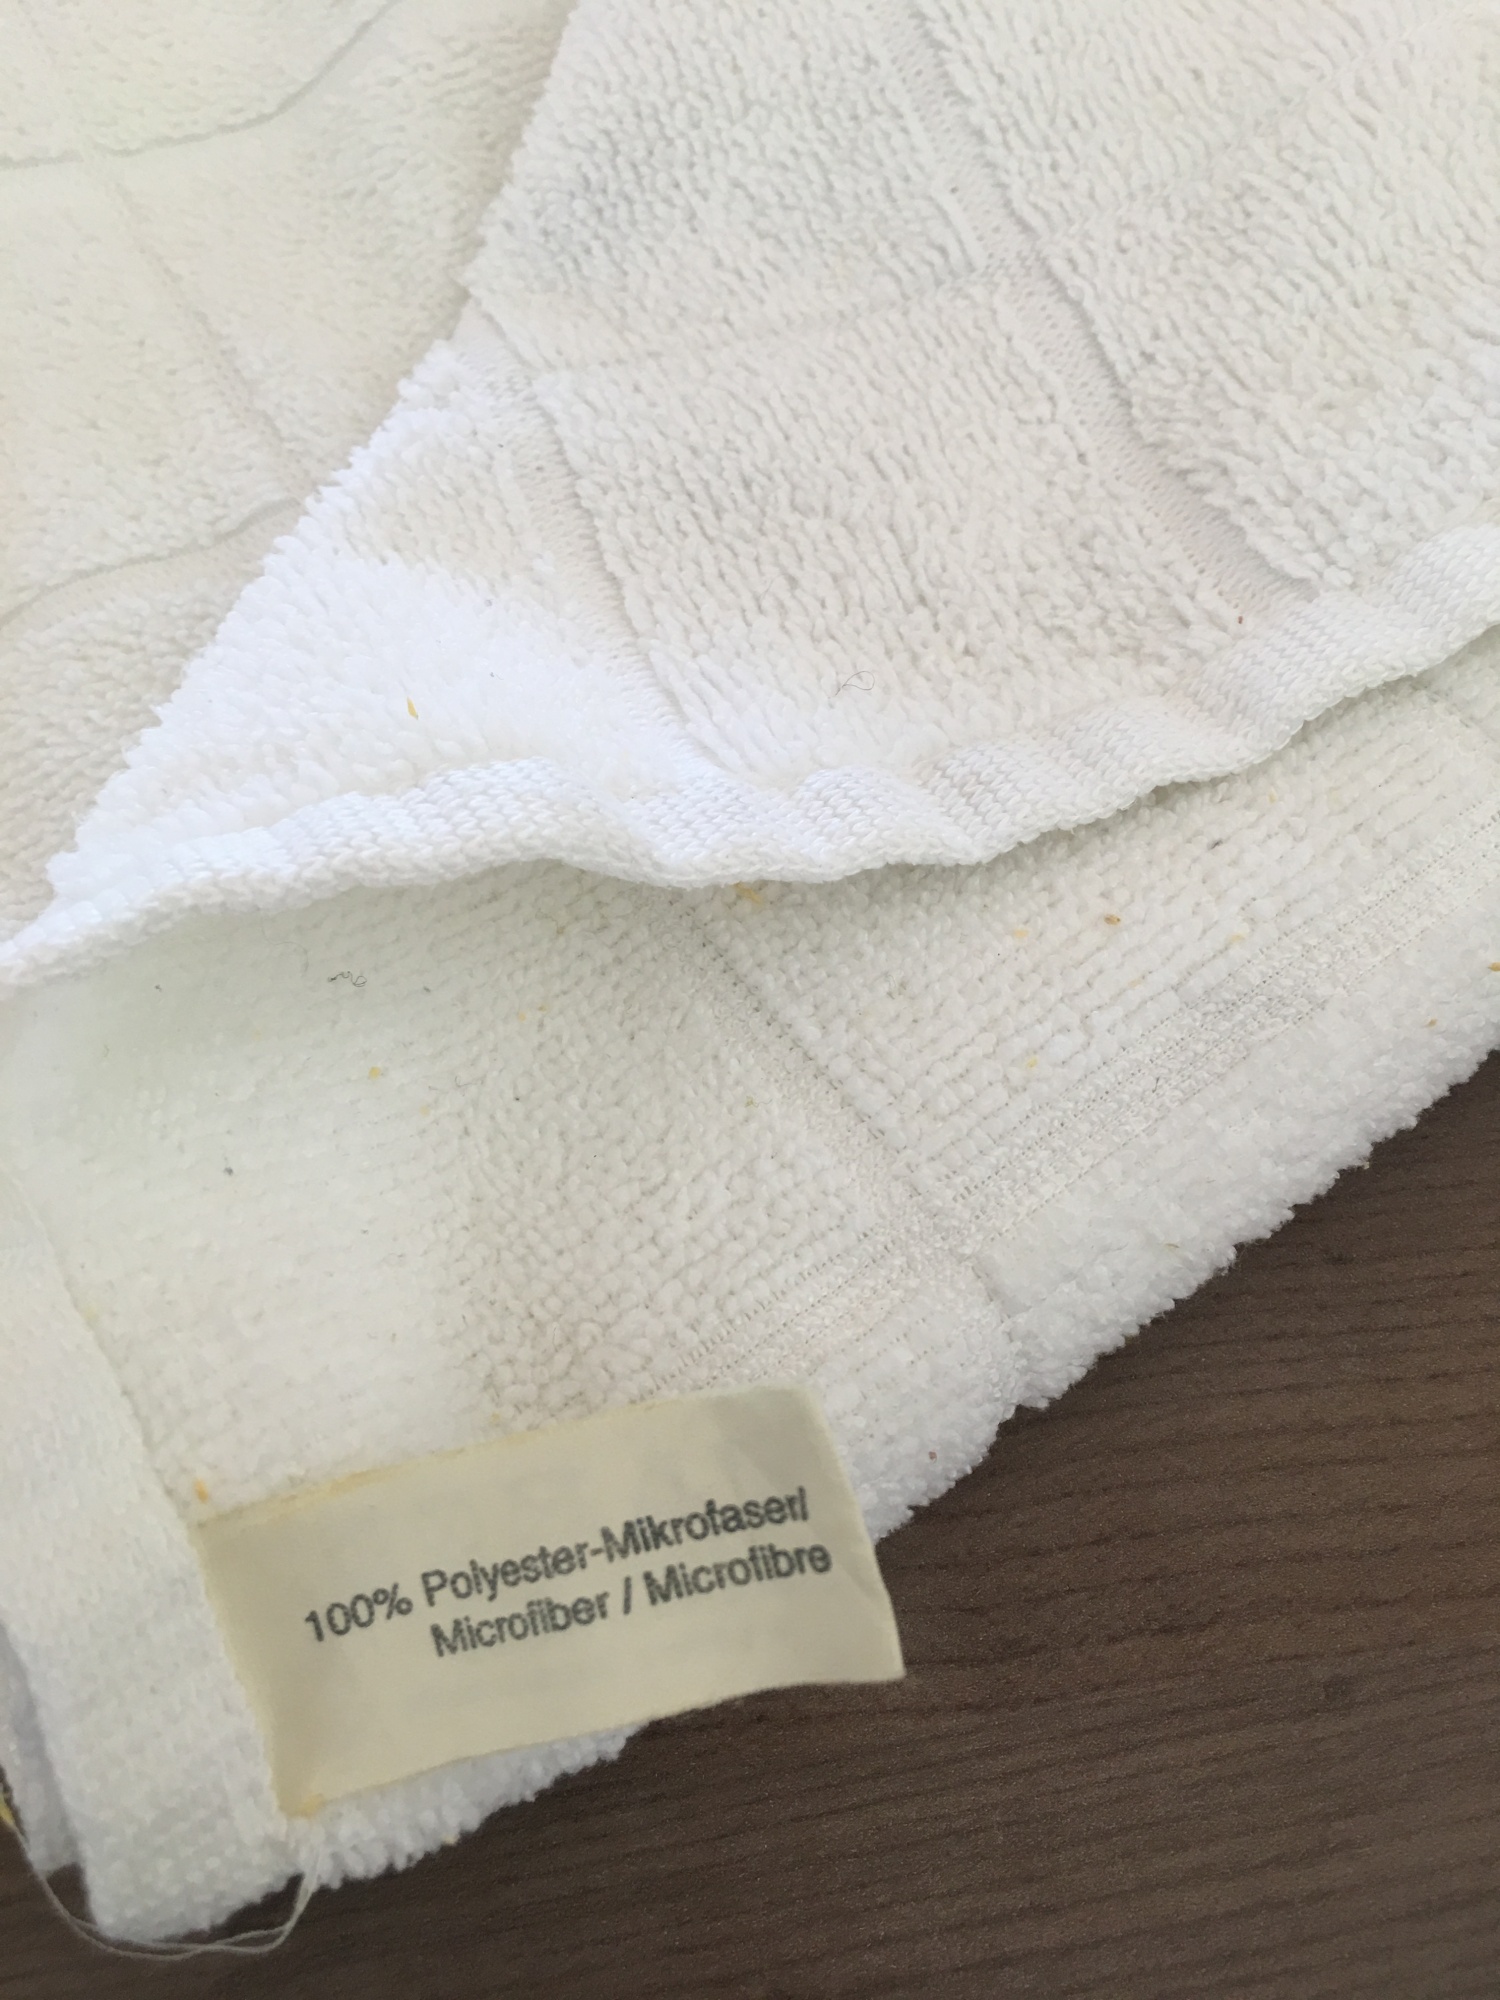 100% Polyester-Mikrofaser/
Microfiber / Microfibre